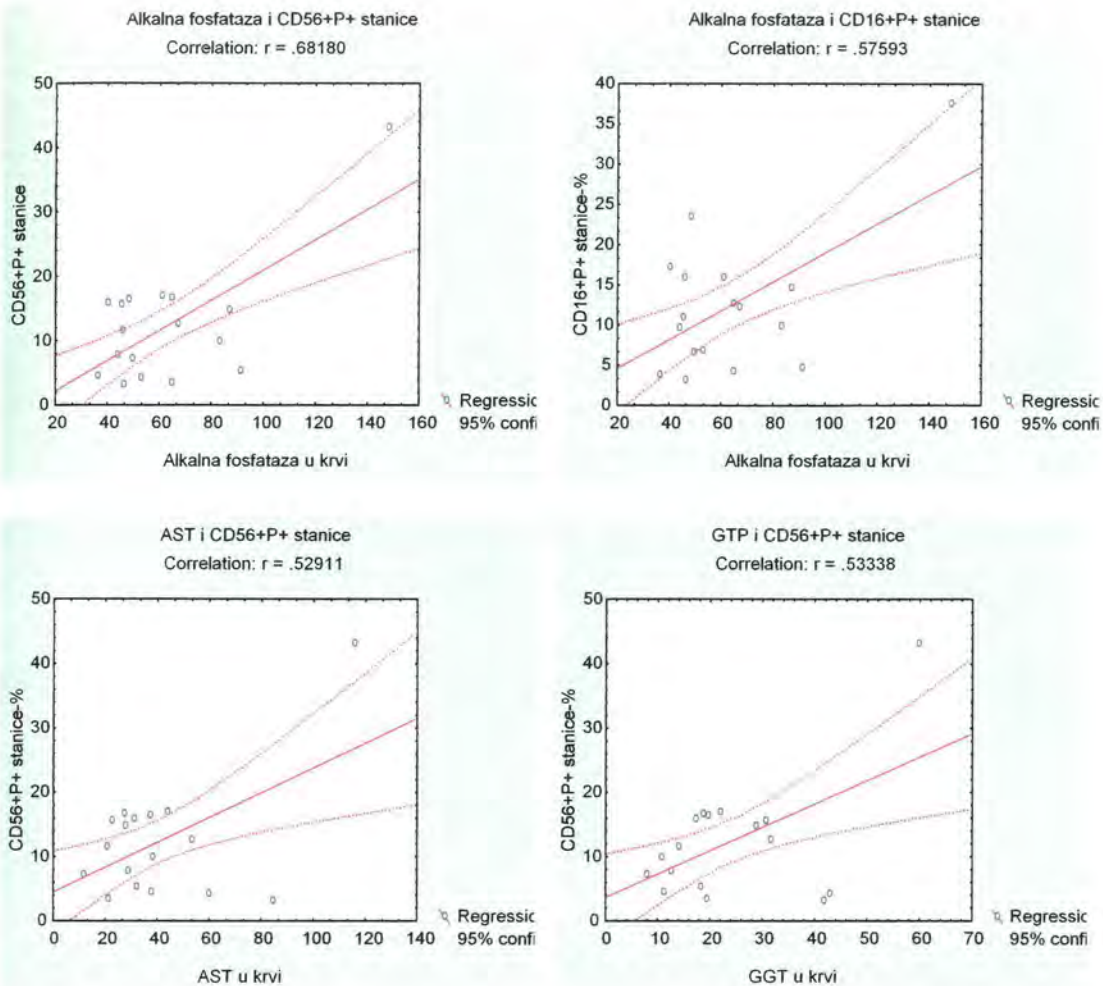 Alkalna fosfataza i CD56+P+ stanice
Correlation: r = .68180
50
40
30
20
10
0
CD56+P+ stanice
20 40 60 80 100 120 140 160
Alkalna fosfataza u krvi
Regressic
95% confi
Alkalna fosfataza i CD16+P+ stanice
Correlation: r = .57593
40
35
30
25
20
15
10
5
0
CD16+P+ stanice-%
20 40 60 80 100 120 140 160
Alkalna fosfataza u krvi
Regressic
95% confi
AST i CD56+P+ stanice
Correlation: r = .52911
50
40
30
20
10
0
CD56+P+ stanice-%
0 20 40 60 80 100 120 140
AST u krvi
Regressic
95% confi
GTP i CD56+P+ stanice
Correlation: r = .53338
50
40
30
20
10
0
CD56+P+ stanice-%
0 10 20 30 40 50 60 70
GGT u krvi
Regressic
95% confi